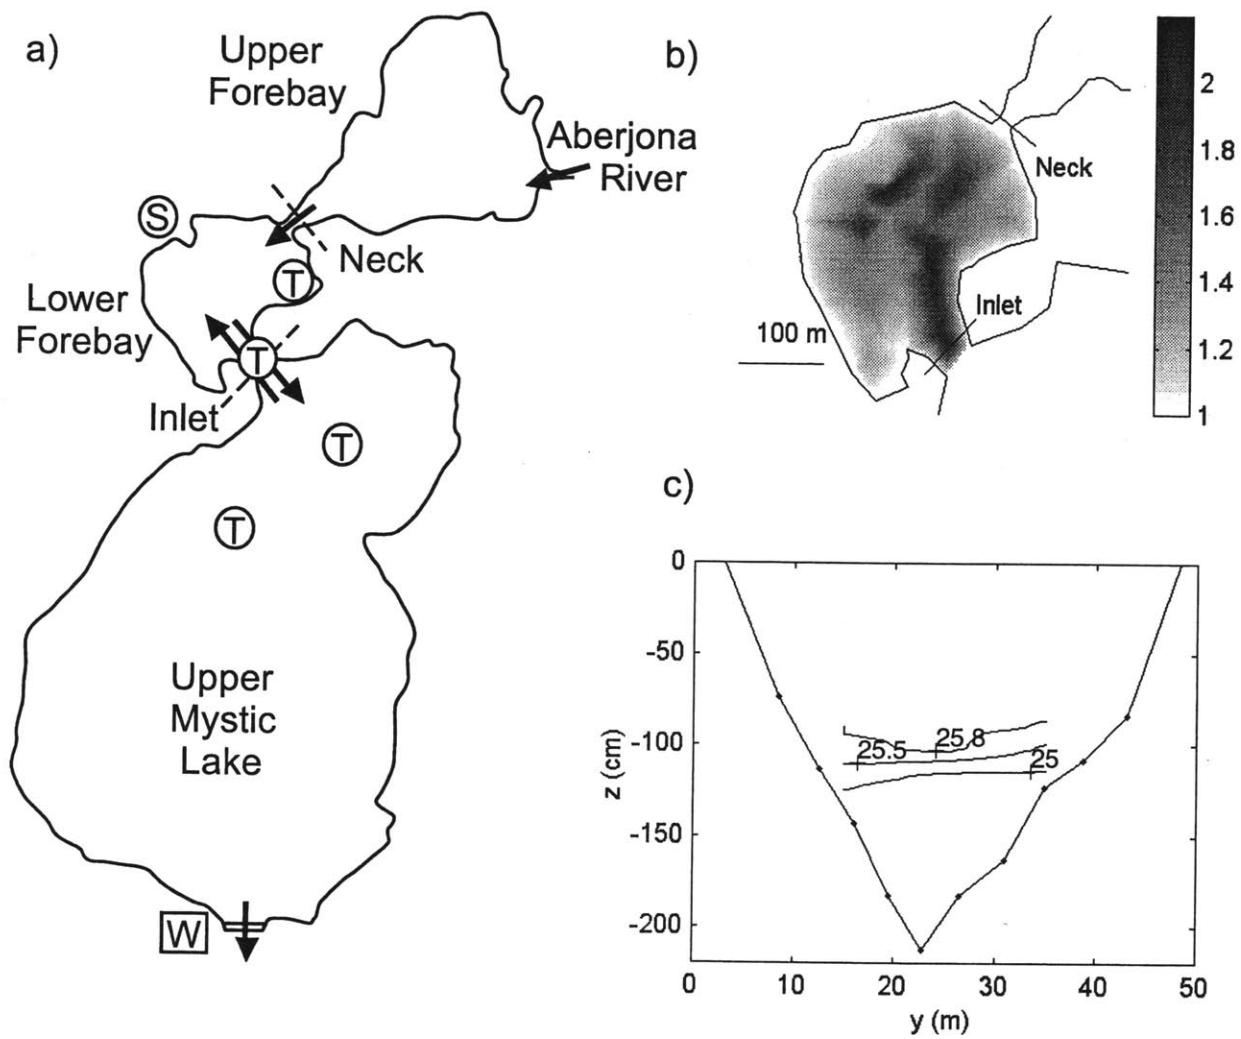 a)
Upper
Forebay
Aberjona
River
S
Neck
T
Lower
Forebay
T
Inlet
T
T
Upper
Mystic
Lake
W
b)
2
1.8
Neck
1.6
1.4
Inlet
100 m
1.2
1
c)
0
-50
-100
-150
-200
z (cm)
25.5
25.8
25
0
10
20
30
40
50
y (m)